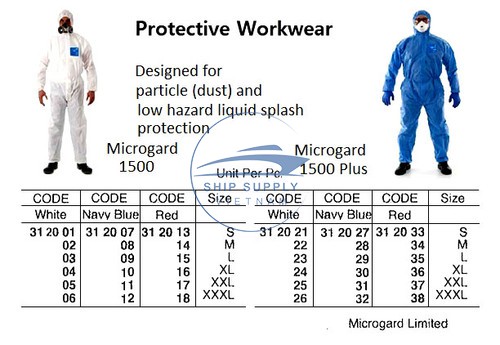 Protective Workwear
Designed for
particle (dust) and
low hazard liquid splash
protection
Microgard
1500
Microgard
1500 Plus
Unit Per Pc.
SHIP SUPPLY
VIETNAM
CODE CODE CODE Size CODE CODE CODE Size
White Navy Blue Red White Navy Blue Red
31 20 01 31 20 07 31 20 13 S 31 20 21 31 20 27 31 20 33 S
02 08 14 M 22 28 34 M
03 09 15 L 23 29 35 L
04 10 16 XL 24 30 36 XL
05 11 17 XXL 25 31 37 XXL
06 12 18 XXXL 26 32 38 XXXL
Microgard Limited